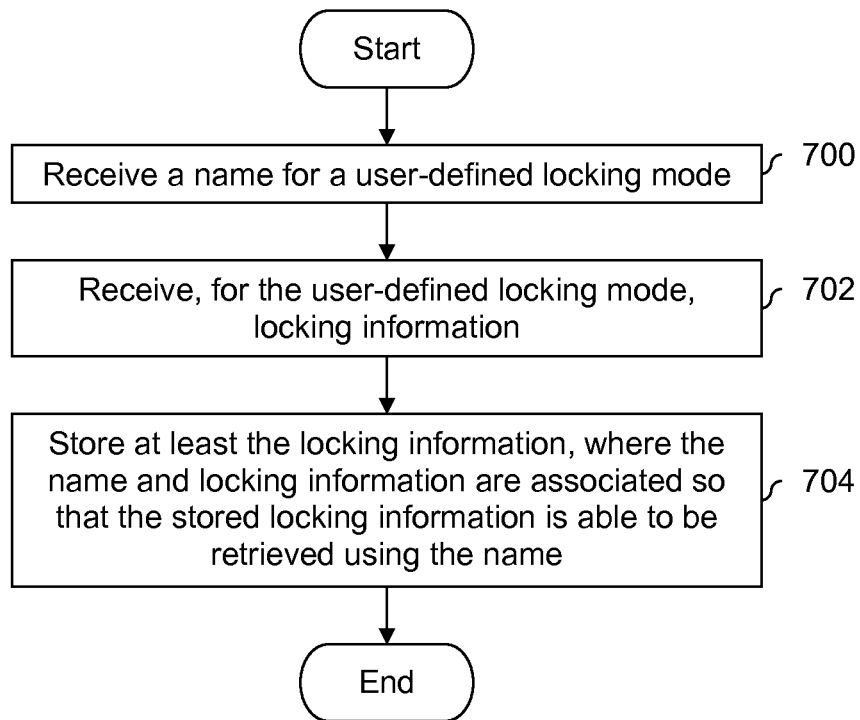 Start
Receive a name for a user-defined locking mode
700
Receive, for the user-defined locking mode,
locking information
702
Store at least the locking information, where the
name and locking information are associated so
that the stored locking information is able to be
retrieved using the name
704
End